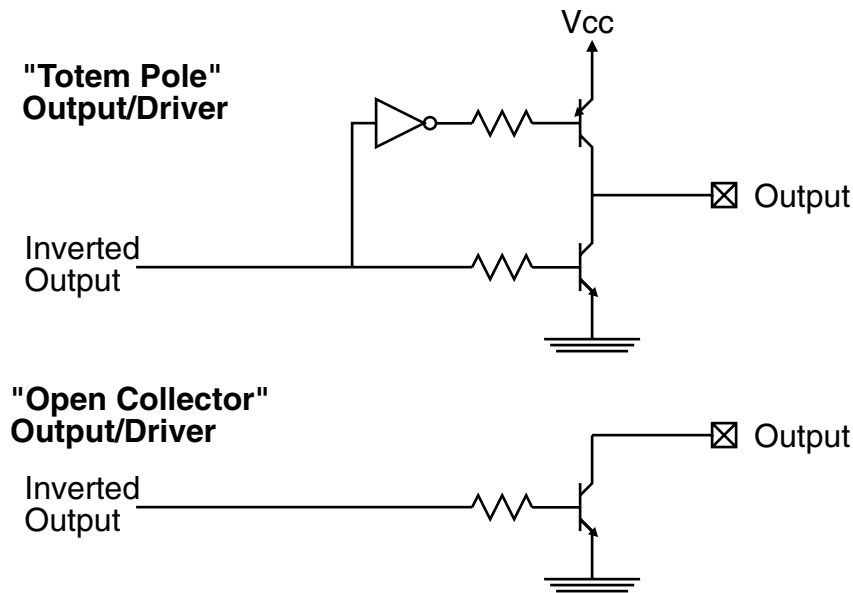 Vcc
"Totem Pole"
Output/Driver
Output
Inverted
Output
"Open Collector"
Output/Driver
Output
Inverted
Output